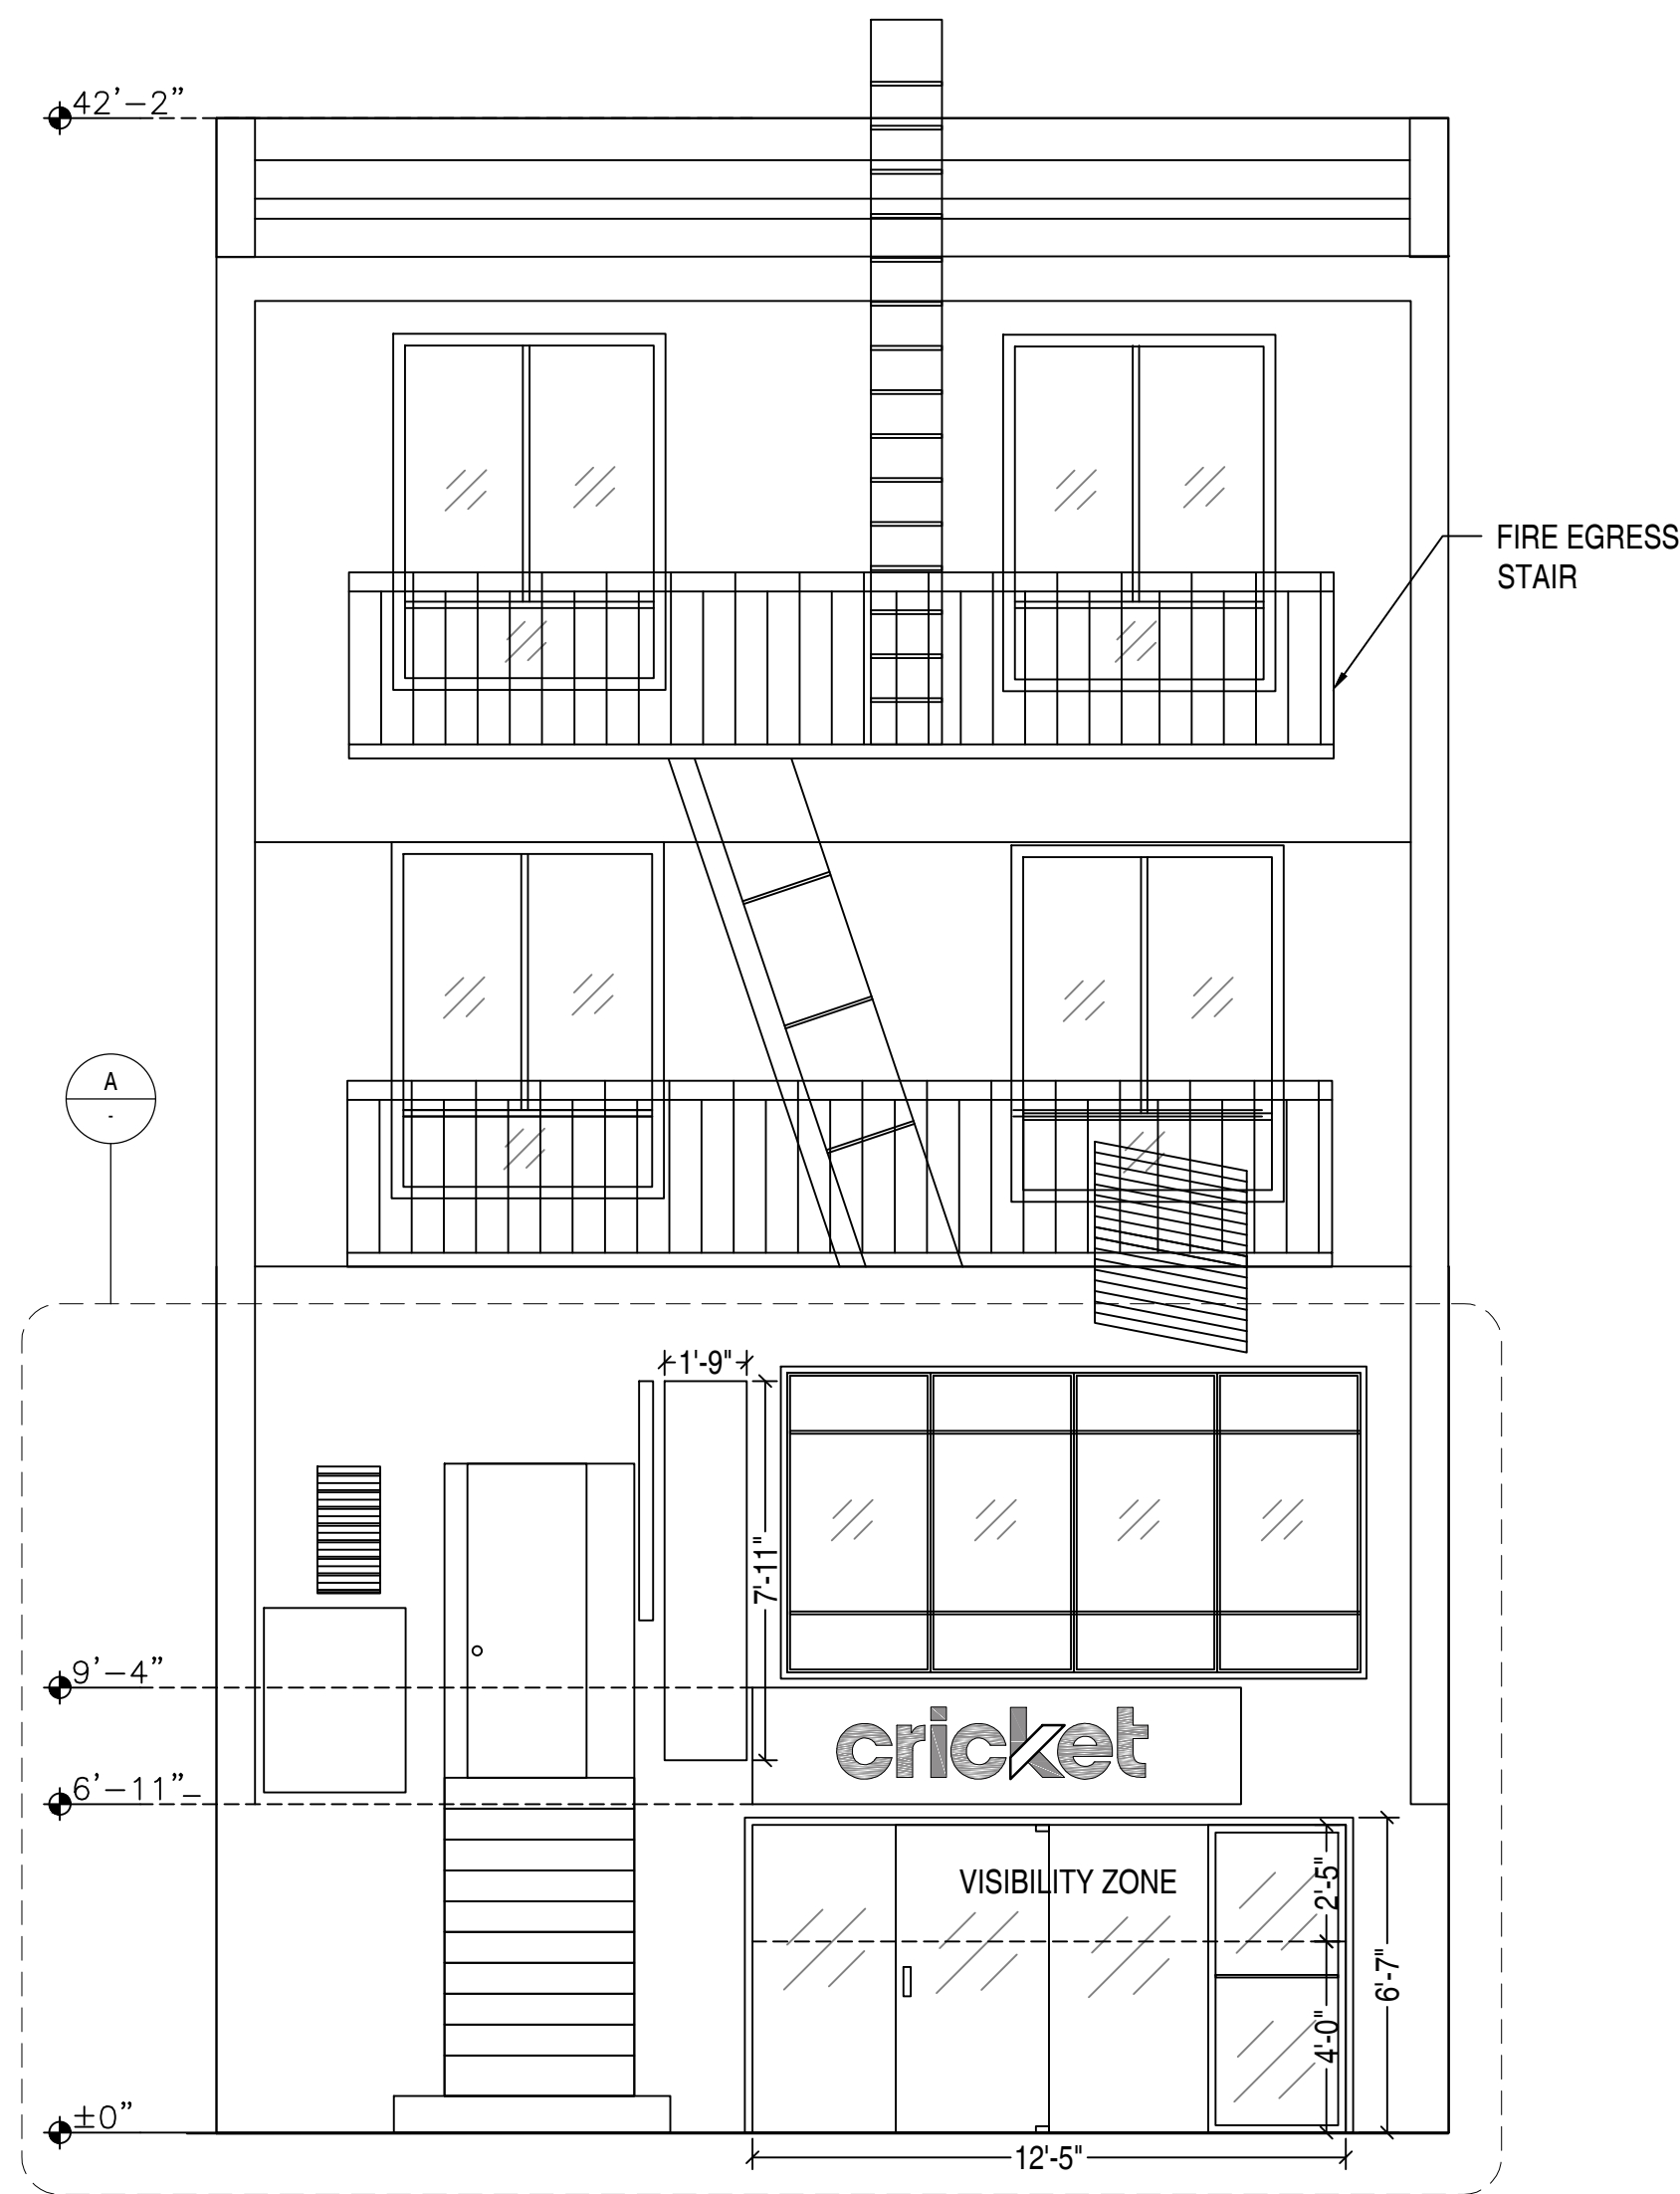 42'-2"
FIRE EGRESS
STAIR
A
-
1'-9"
7'-11"
9'-4"
cricket
6'-11"
VISIBILITY ZONE
2'-5"
6'-7"
4'-0"
±0"
12'-5"